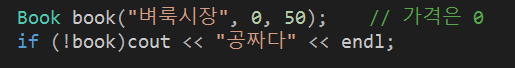 Book book("벼룩시장", 0, 50);    // 가격은 0
if (!book)cout << "공짜다" << endl;